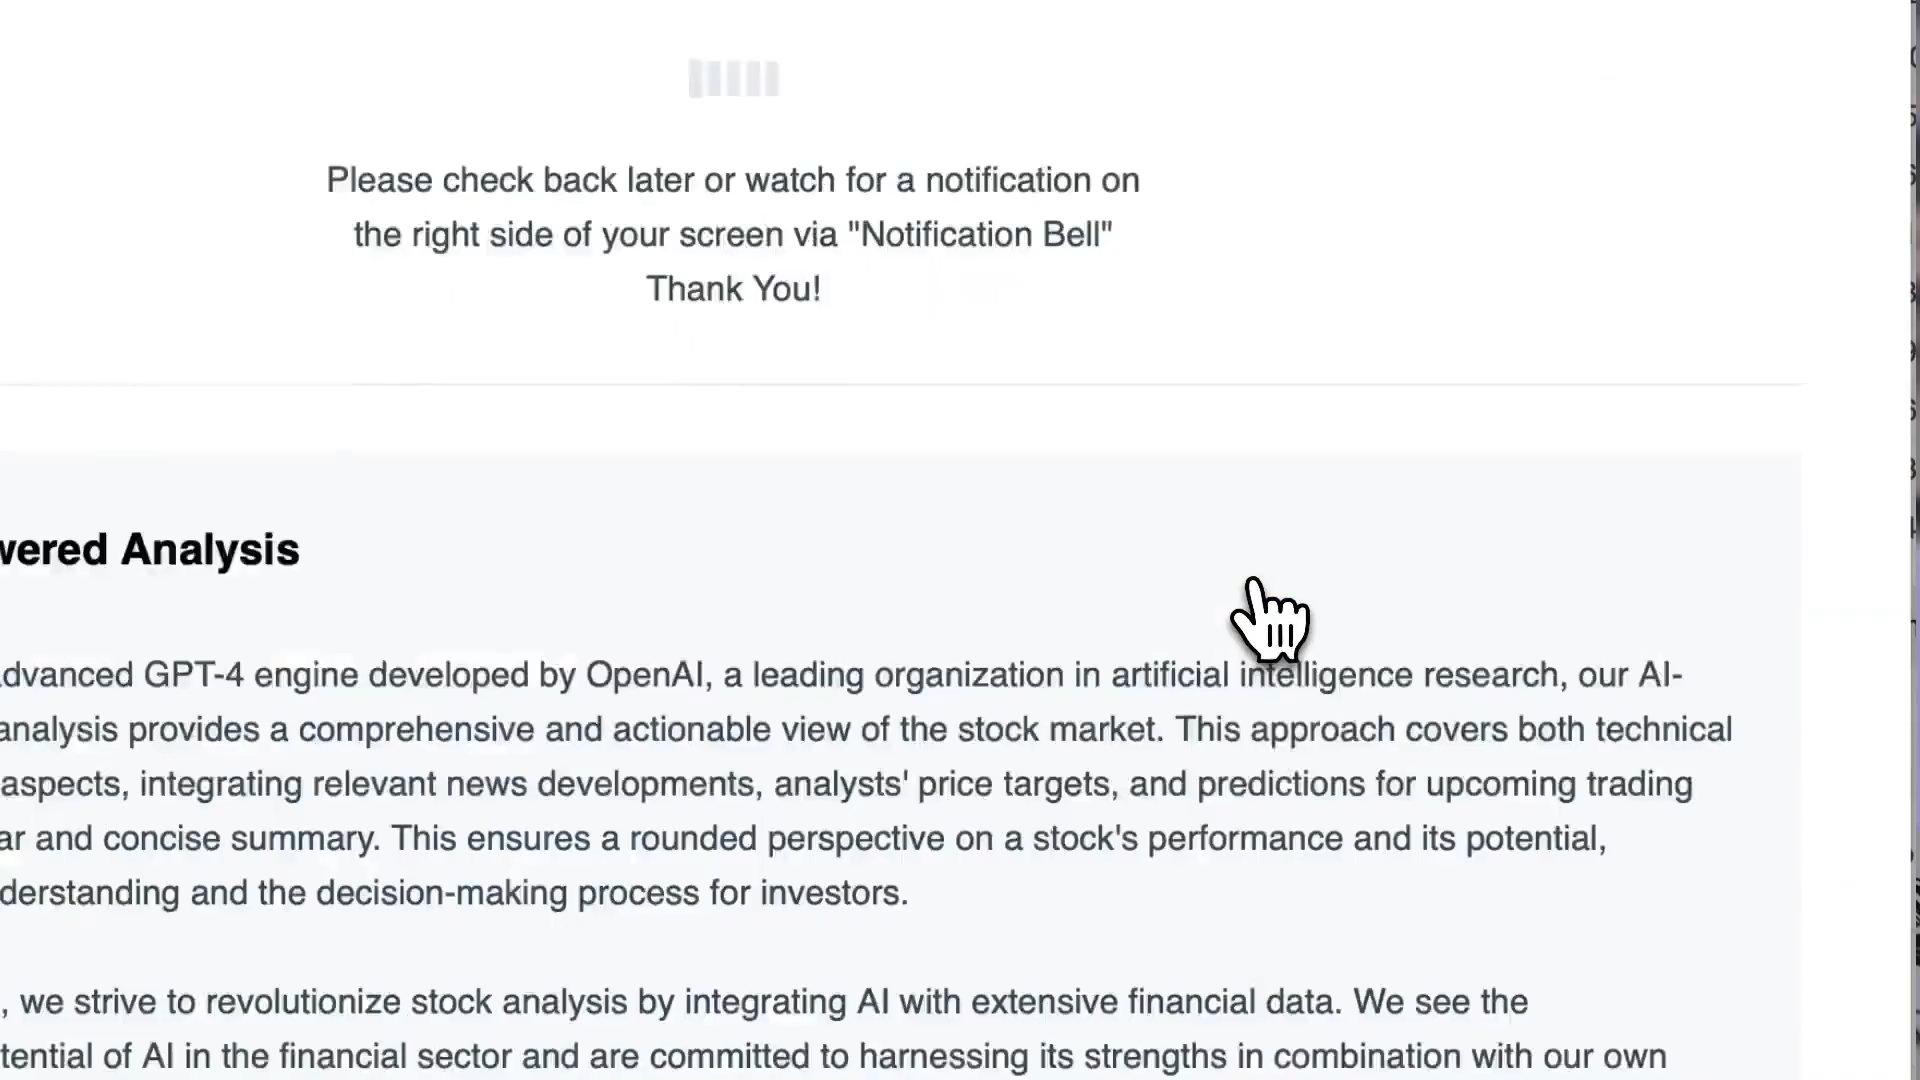 Please check back later or watch for a notification on
the right side of your screen via "Notification Bell"
Thank You!
wered Analysis
dvanced GPT-4 engine developed by OpenAI, a leading organization in artificial intelligence research, our AI-
analysis provides a comprehensive and actionable view of the stock market. This approach covers both technical
aspects, integrating relevant news developments, analysts' price targets, and predictions for upcoming trading
ar and concise summary. This ensures a rounded perspective on a stock's performance and its potential,
derstanding and the decision-making process for investors.
, we strive to revolutionize stock analysis by integrating AI with extensive financial data. We see the
tential of AI in the financial sector and are committed to harnessing its strengths in combination with our own